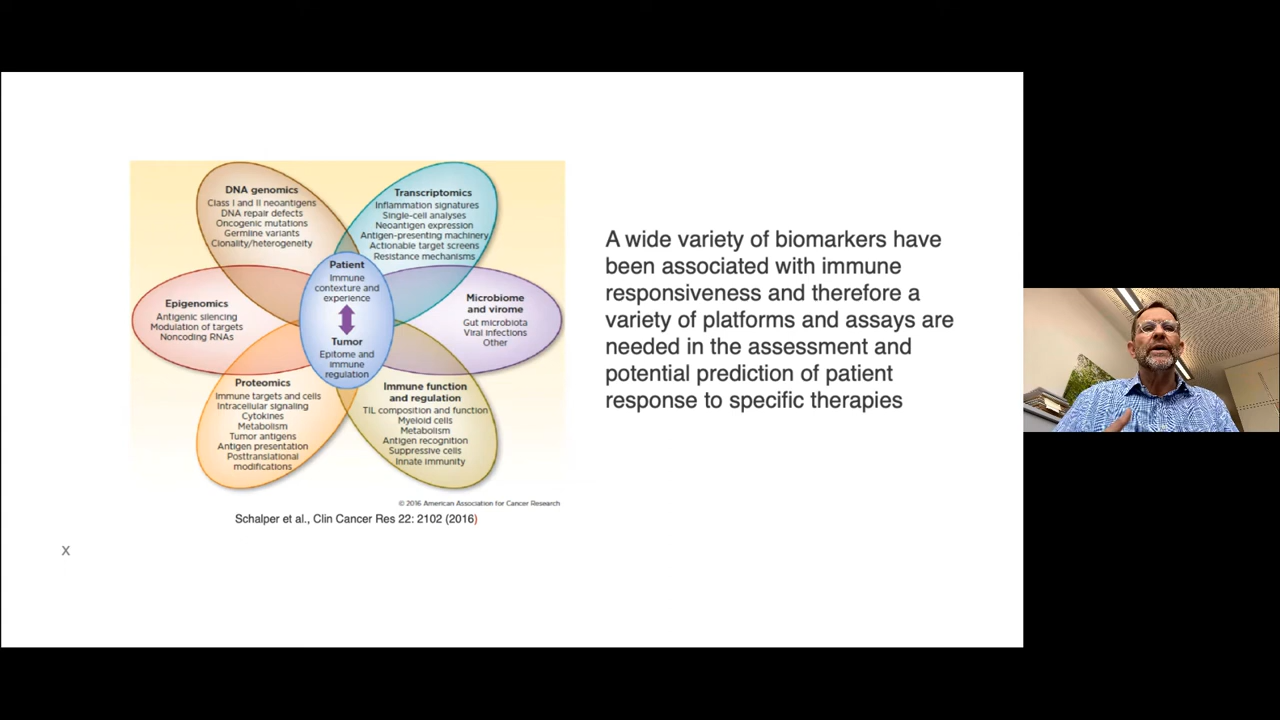 DNA genomics
Class I and II neoantigens
DNA repair defects
Oncogenic mutations
Germline variants
Clonality/heterogeneity
Transcriptomics
Inflammation signatures
Single-cell analyses
Neoantigen expression
Antigen-presenting machinery
Actionable target screens
Resistance mechanisms
Patient
Immune
contexture and
experience
Tumor
Epitome and
immune
regulation
Epigenomics
Antigenic silencing
Modulation of targets
Noncoding RNAs
Microbiome
and virome
Gut microbiota
Viral infections
Other
Proteomics
Immune targets and cells
Intracellular signaling
Cytokines
Metabolism
Tumor antigens
Antigen presentation
Posttranslational
modifications
Immune function
and regulation
TIL composition and function
Myeloid cells
Metabolism
Antigen recognition
Suppressive cells
Innate immunity
© 2016 American Association for Cancer Research
Schalper et al., Clin Cancer Res 22: 2102 (2016)
A wide variety of biomarkers have
been associated with immune
responsiveness and therefore a
variety of platforms and assays are
needed in the assessment and
potential prediction of patient
response to specific therapies
x